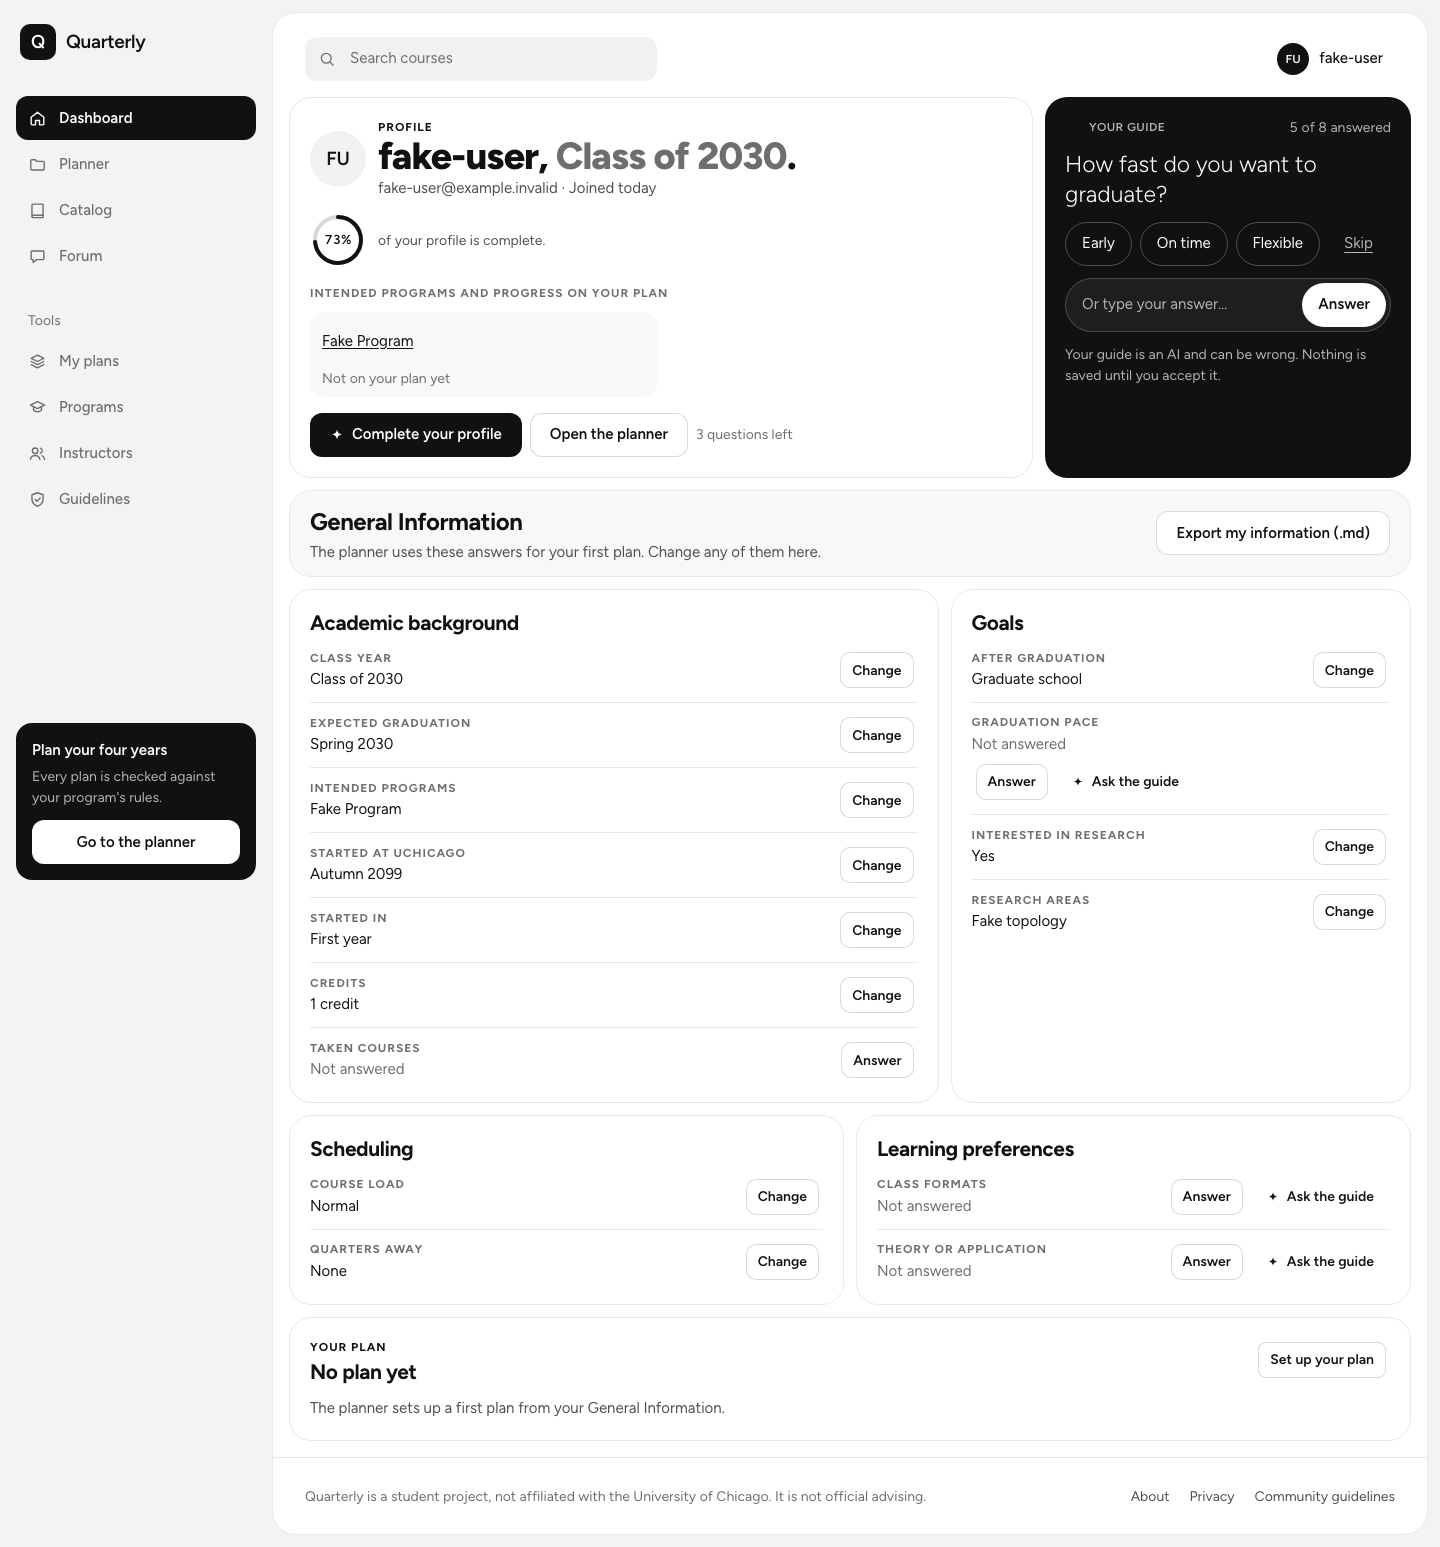 Q Quarterly
Dashboard
Planner
Catalog
Forum
Tools
My plans
Programs
Instructors
Guidelines
Plan your four years
Every plan is checked against
your program's rules.
Go to the planner
Search courses
FU fake-user
PROFILE
FU
fake-user, Class of 2030.
fake-user@example.invalid · Joined today
73% of your profile is complete.
INTENDED PROGRAMS AND PROGRESS ON YOUR PLAN
Fake Program
Not on your plan yet
Complete your profile Open the planner 3 questions left
YOUR GUIDE 5 of 8 answered
How fast do you want to
graduate?
Early On time Flexible Skip
Or type your answer... Answer
Your guide is an AI and can be wrong. Nothing is
saved until you accept it.
General Information
The planner uses these answers for your first plan. Change any of them here.
Export my information (.md)
Academic background
CLASS YEAR
Class of 2030
Change
EXPECTED GRADUATION
Spring 2030
Change
INTENDED PROGRAMS
Fake Program
Change
STARTED AT UCHICAGO
Autumn 2099
Change
STARTED IN
First year
Change
CREDITS
1 credit
Change
TAKEN COURSES
Not answered
Answer
Goals
AFTER GRADUATION
Graduate school
Change
GRADUATION PACE
Not answered
Answer Ask the guide
INTERESTED IN RESEARCH
Yes
Change
RESEARCH AREAS
Fake topology
Change
Scheduling
COURSE LOAD
Normal
Change
QUARTERS AWAY
None
Change
Learning preferences
CLASS FORMATS
Not answered
Answer Ask the guide
THEORY OR APPLICATION
Not answered
Answer Ask the guide
YOUR PLAN
No plan yet
Set up your plan
The planner sets up a first plan from your General Information.
Quarterly is a student project, not affiliated with the University of Chicago. It is not official advising.
About Privacy Community guidelines